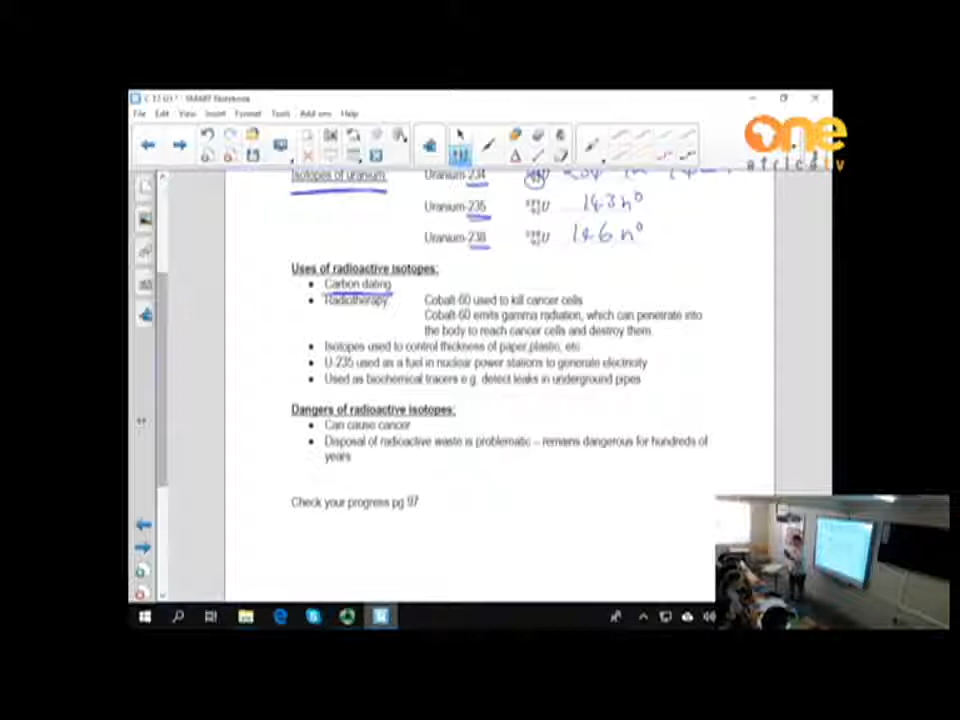 SMART Notebook
File Edit View Insert Format Tools Add-ons Help
one
africa tv
Isotopes of uranium Uranium-234
Uranium-235 U 143 n⁰
Uranium-238 U 146 n⁰
Uses of radioactive isotopes:
• Carbon dating
• Radiotherapy Cobalt-60 used to kill cancer cells
Cobalt-60 emits gamma radiation, which can penetrate into
the body to reach cancer cells and destroy them.
• Isotopes used to control thickness of paper,plastic, etc
• U-235 used as a fuel in nuclear power stations to generate electricity
• Used as biochemical tracers e.g. detect leaks in underground pipes
Dangers of radioactive isotopes:
• Can cause cancer
• Disposal of radioactive waste is problematic – remains dangerous for hundreds of
years
Check your progress pg 97